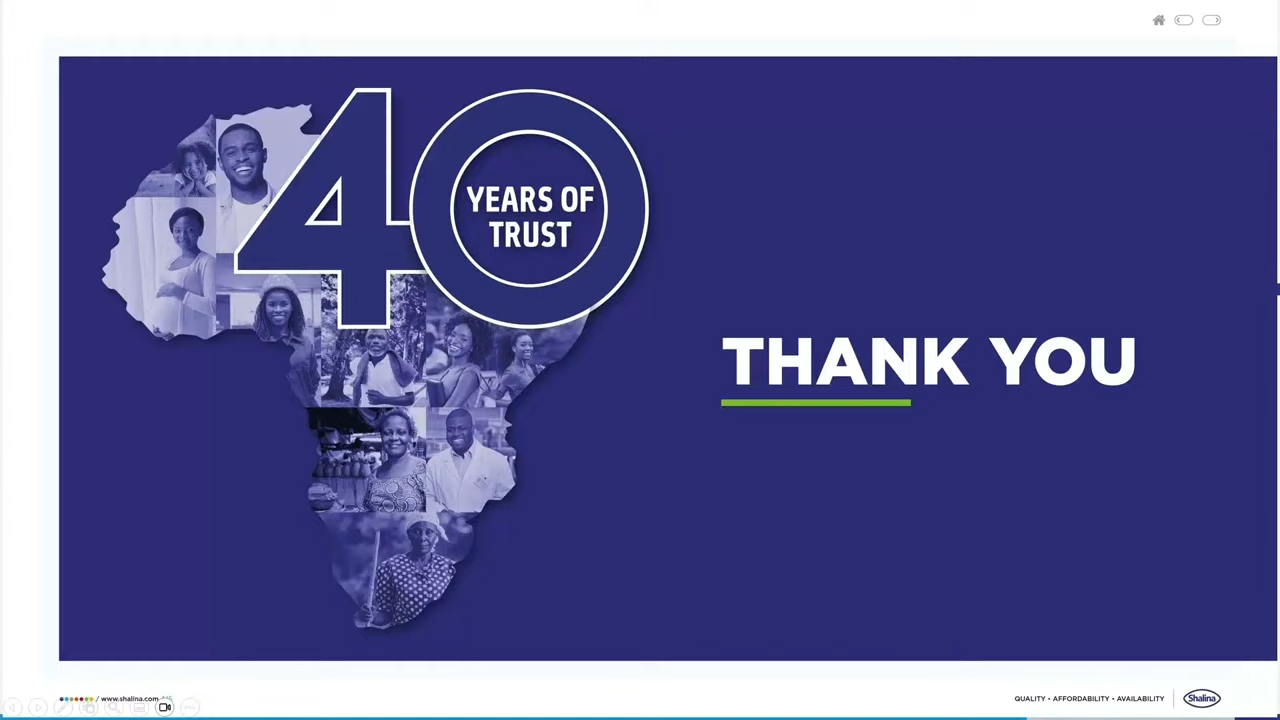 40
YEARS OF
TRUST
THANK YOU
/ www.shalina.com
QUALITY • AFFORDABILITY • AVAILABILITY
Shalina